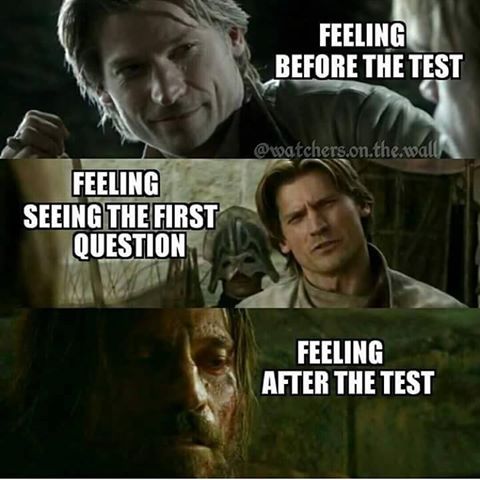 FEELING
BEFORE THE TEST
@watchers.on.the.wall
FEELING
SEEING THE FIRST
QUESTION
FEELING
AFTER THE TEST